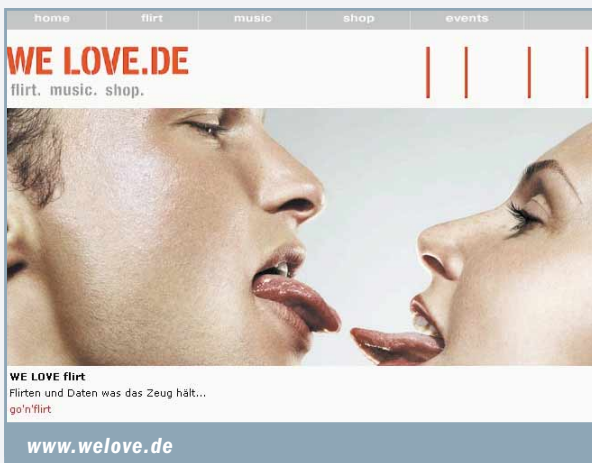 home flirt music shop events
WE LOVE.DE
flirt. music. shop.
WE LOVE flirt
Flirten und Daten was das Zeug hält...
go'n'flirt
www.welove.de